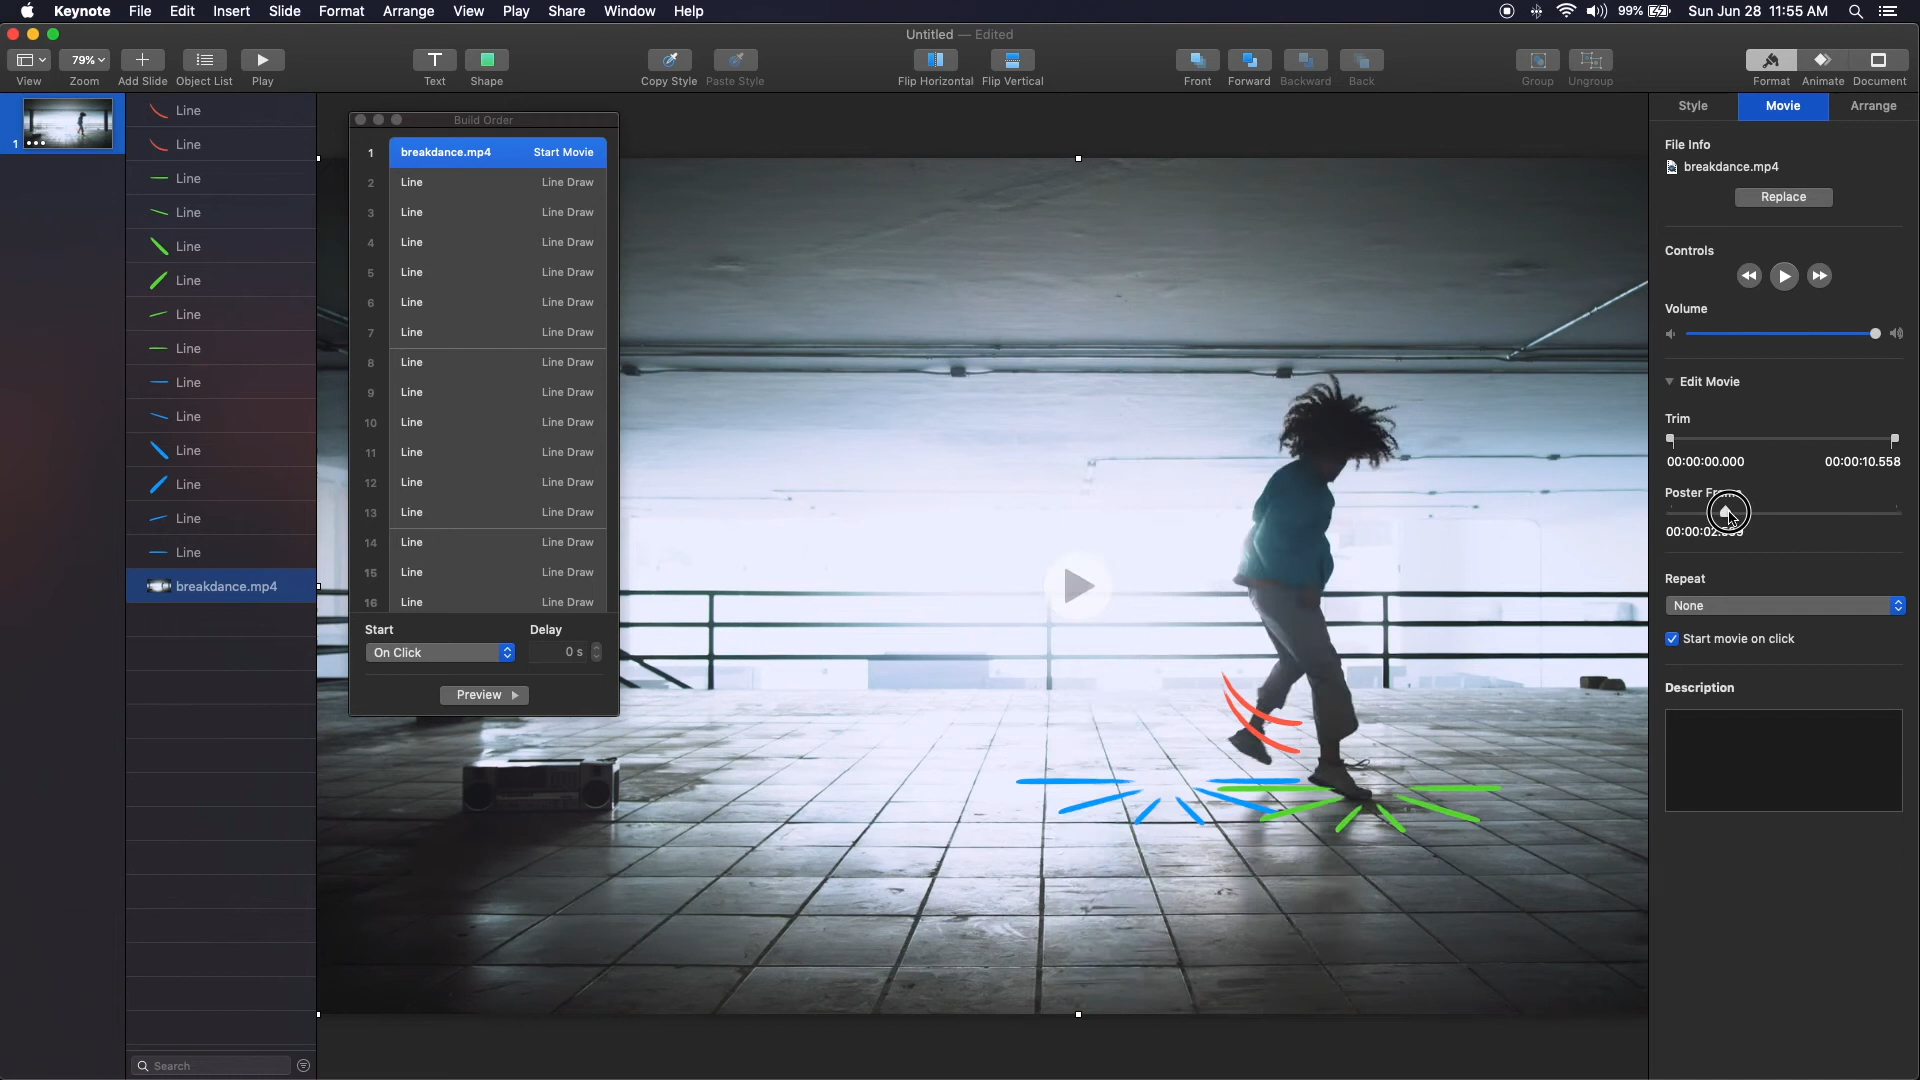 Keynote File Edit Insert Slide Format Arrange View Play Share Window Help 99% Sun Jun 28 11:55 AM
Untitled — Edited
79%
View Zoom Add Slide Object List Play Text Shape Copy Style Paste Style Flip Horizontal Flip Vertical Front Forward Backward Back Group Ungroup Format Animate Document
1
Line
Line
Line
Line
Line
Line
Line
Line
Line
Line
Line
Line
Line
Line
breakdance.mp4
Search
Build Order
1 breakdance.mp4 Start Movie
2 Line Line Draw
3 Line Line Draw
4 Line Line Draw
5 Line Line Draw
6 Line Line Draw
7 Line Line Draw
8 Line Line Draw
9 Line Line Draw
10 Line Line Draw
11 Line Line Draw
12 Line Line Draw
13 Line Line Draw
14 Line Line Draw
15 Line Line Draw
16 Line Line Draw
Start Delay
On Click 0 s
Preview
Style Movie Arrange
File Info
breakdance.mp4
Replace
Controls
Volume
Edit Movie
Trim
00:00:00.000 00:00:10.558
Poster
Repeat
None
Start movie on click
Description